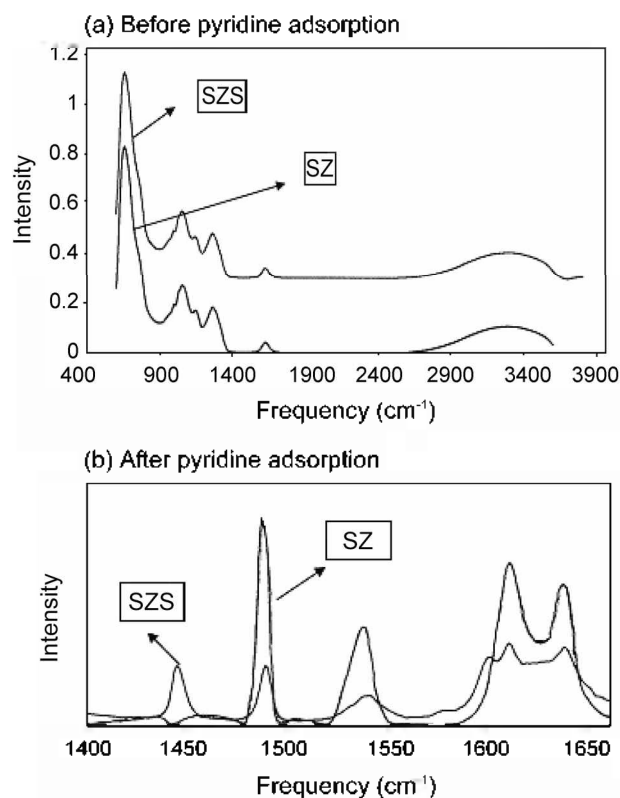 (a) Before pyridine adsorption
1.2
1
0.8
0.6
0.4
0.2
0
Intensity
SZS
SZ
400 900 1400 1900 2400 2900 3400 3900
Frequency (cm⁻¹)
(b) After pyridine adsorption
Intensity
SZ
SZS
1400 1450 1500 1550 1600 1650
Frequency (cm⁻¹)